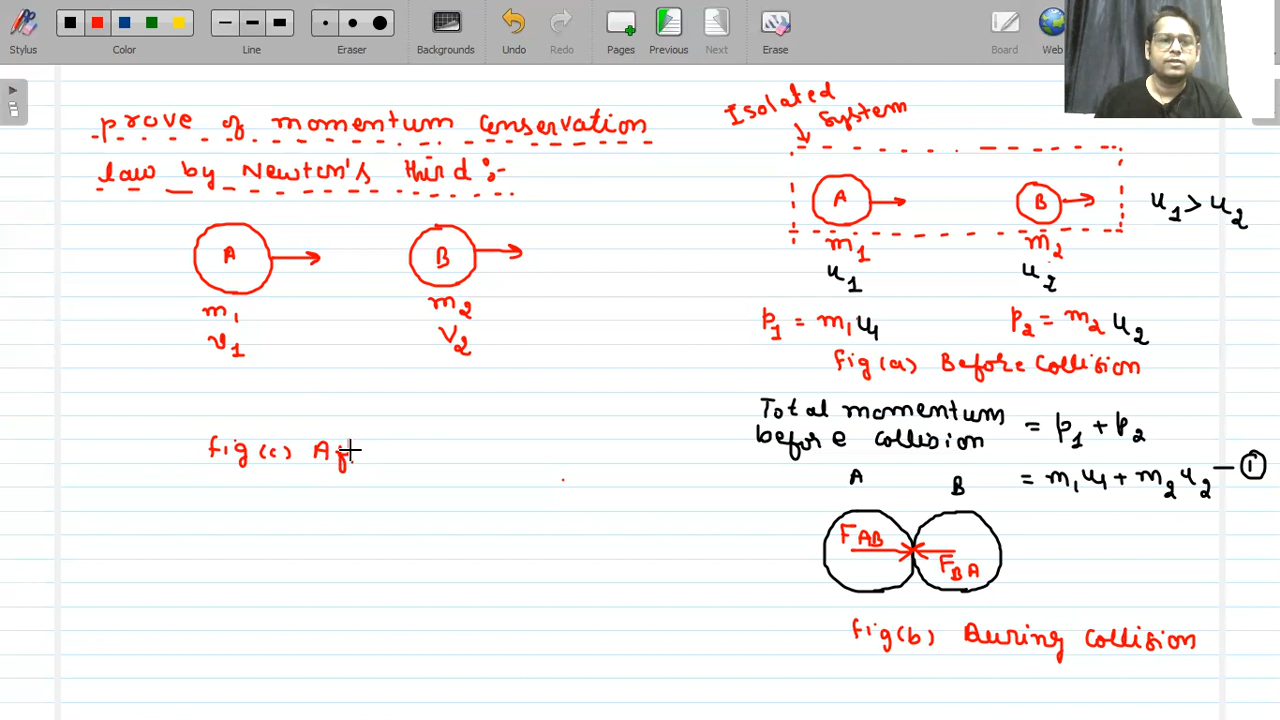 Stylus
Color
Line
Eraser
Backgrounds
Undo
Redo
Pages
Previous
Next
Erase
Board
Web
prove of momentum conservation
law by Newton's third :-
A
B
m1
m2
v1
V2
fig(c) Af
Isolated
System
A
B
u1 > u2
m1
m2
u1
u2
p1 = m1u1
p2 = m2 u2
fig(a) Before Collision
Total momentum
before collision
= p1 + p2
= m1u1 + m2u2 — ①
A
B
FAB
FBA
fig(b) During Collision